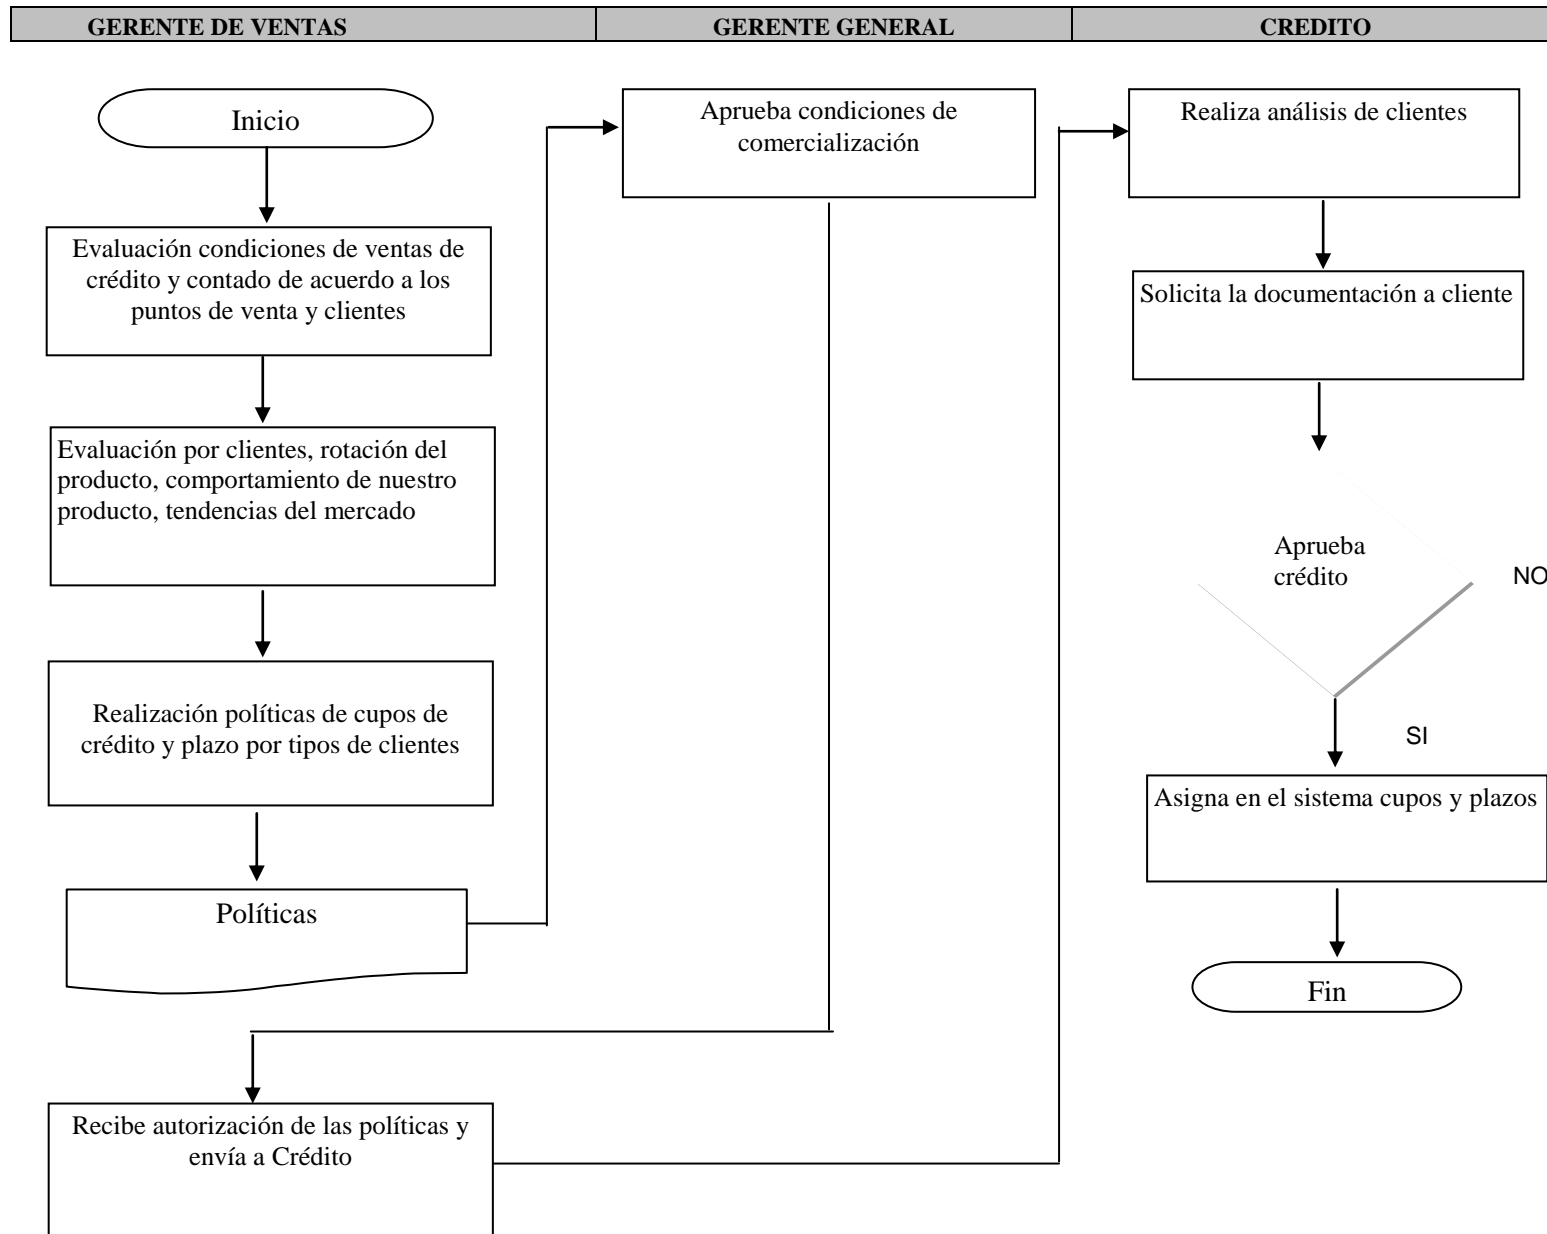 GERENTE DE VENTAS
GERENTE GENERAL
CREDITO
Inicio
Evaluación condiciones de ventas de
crédito y contado de acuerdo a los
puntos de venta y clientes
Evaluación por clientes, rotación del
producto, comportamiento de nuestro
producto, tendencias del mercado
Realización políticas de cupos de
crédito y plazo por tipos de clientes
Políticas
Recibe autorización de las políticas y
envía a Crédito
Aprueba condiciones de
comercialización
Realiza análisis de clientes
Solicita la documentación a cliente
Aprueba
crédito
NO
SI
Asigna en el sistema cupos y plazos
Fin